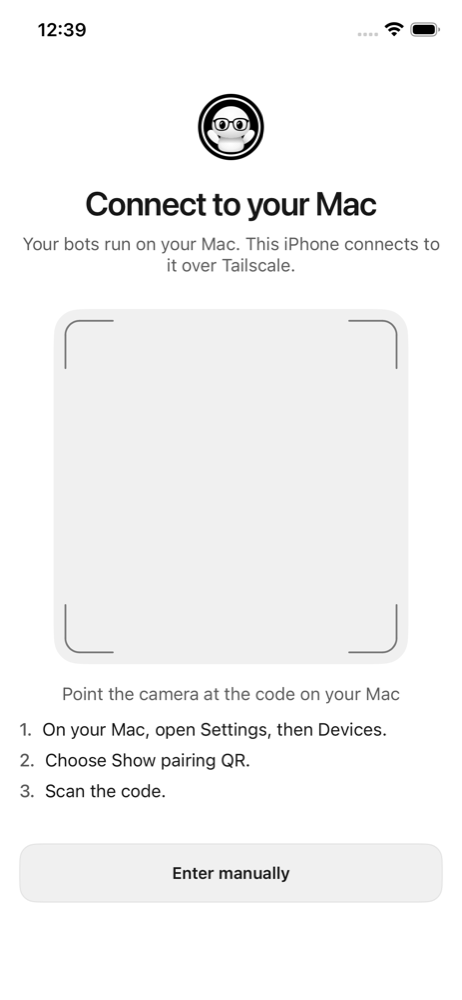 12:39
Connect to your Mac
Your bots run on your Mac. This iPhone connects to
it over Tailscale.
Point the camera at the code on your Mac
1. On your Mac, open Settings, then Devices.
2. Choose Show pairing QR.
3. Scan the code.
Enter manually